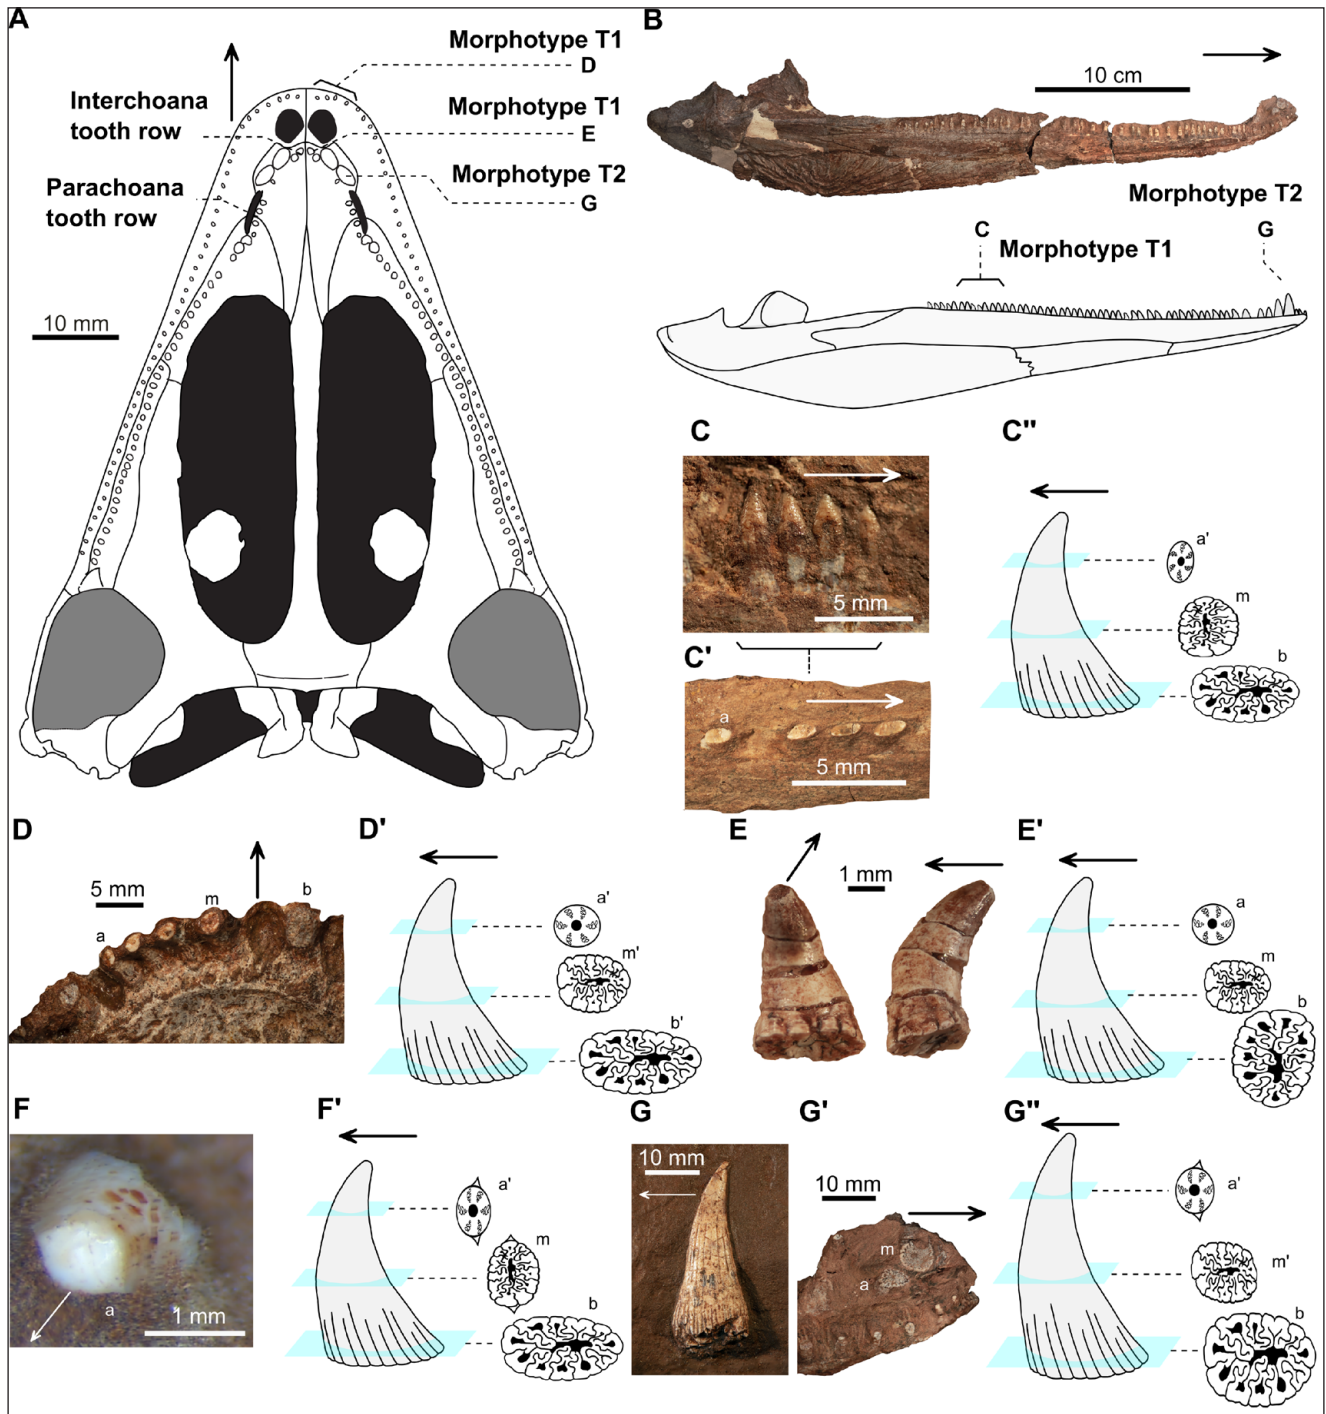 A
Morphotype T1
D
Interchoana
tooth row
Morphotype T1
E
Parachoana
tooth row
Morphotype T2
G
10 mm
B
10 cm
Morphotype T2
C
G
Morphotype T1
C
5 mm
C'
a
5 mm
C"
a'
m
b
D
5 mm
a
m
b
D'
a'
m'
b'
E
1 mm
E'
a
m
b
F
a
1 mm
F'
a'
m
b
G
10 mm
G'
10 mm
m
a
G"
a'
m'
b